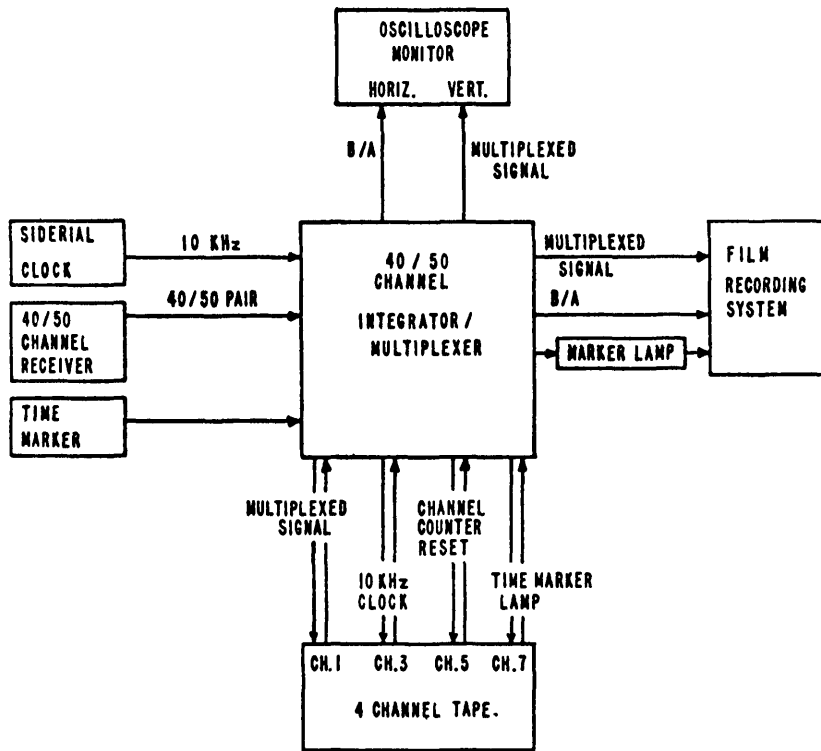 OSCILLOSCOPE
MONITOR
HORIZ. VERT.
B/A
MULTIPLEXED
SIGNAL
SIDERIAL
CLOCK
10 KHz
40/50
CHANNEL
RECEIVER
40/50 PAIR
TIME
MARKER
40 / 50
CHANNEL
INTEGRATOR/
MULTIPLEXER
MULTIPLEXED
SIGNAL
B/A
MARKER LAMP
FILM
RECORDING
SYSTEM
MULTIPLEXED
SIGNAL
10 KHz
CLOCK
CHANNEL
COUNTER
RESET
TIME MARKER
LAMP
CH.1 CH.3 CH.5 CH.7
4 CHANNEL TAPE.